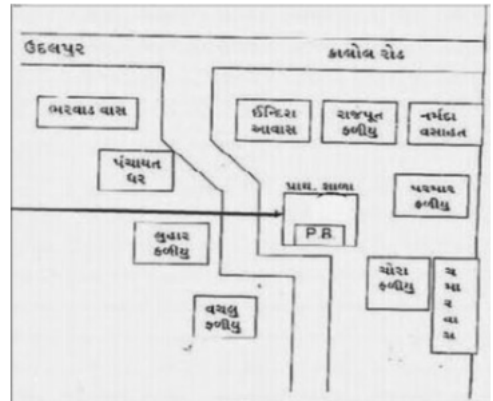 ઉદલપુર
કાલોલ રોડ
ભરવાડ વાસ
ઈન્દિરા
આવાસ
રાજપૂત
ફળીયુ
નર્મદા
વસાહત
પંચાયત
ઘર
પ્રાથ. શાળા
P.B.
પરમાર
ફળીયુ
લુહાર
ફળીયુ
ચોરા
ફળીયુ
ચ
મા
ર
વા
સ
વચલુ
ફળીયુ